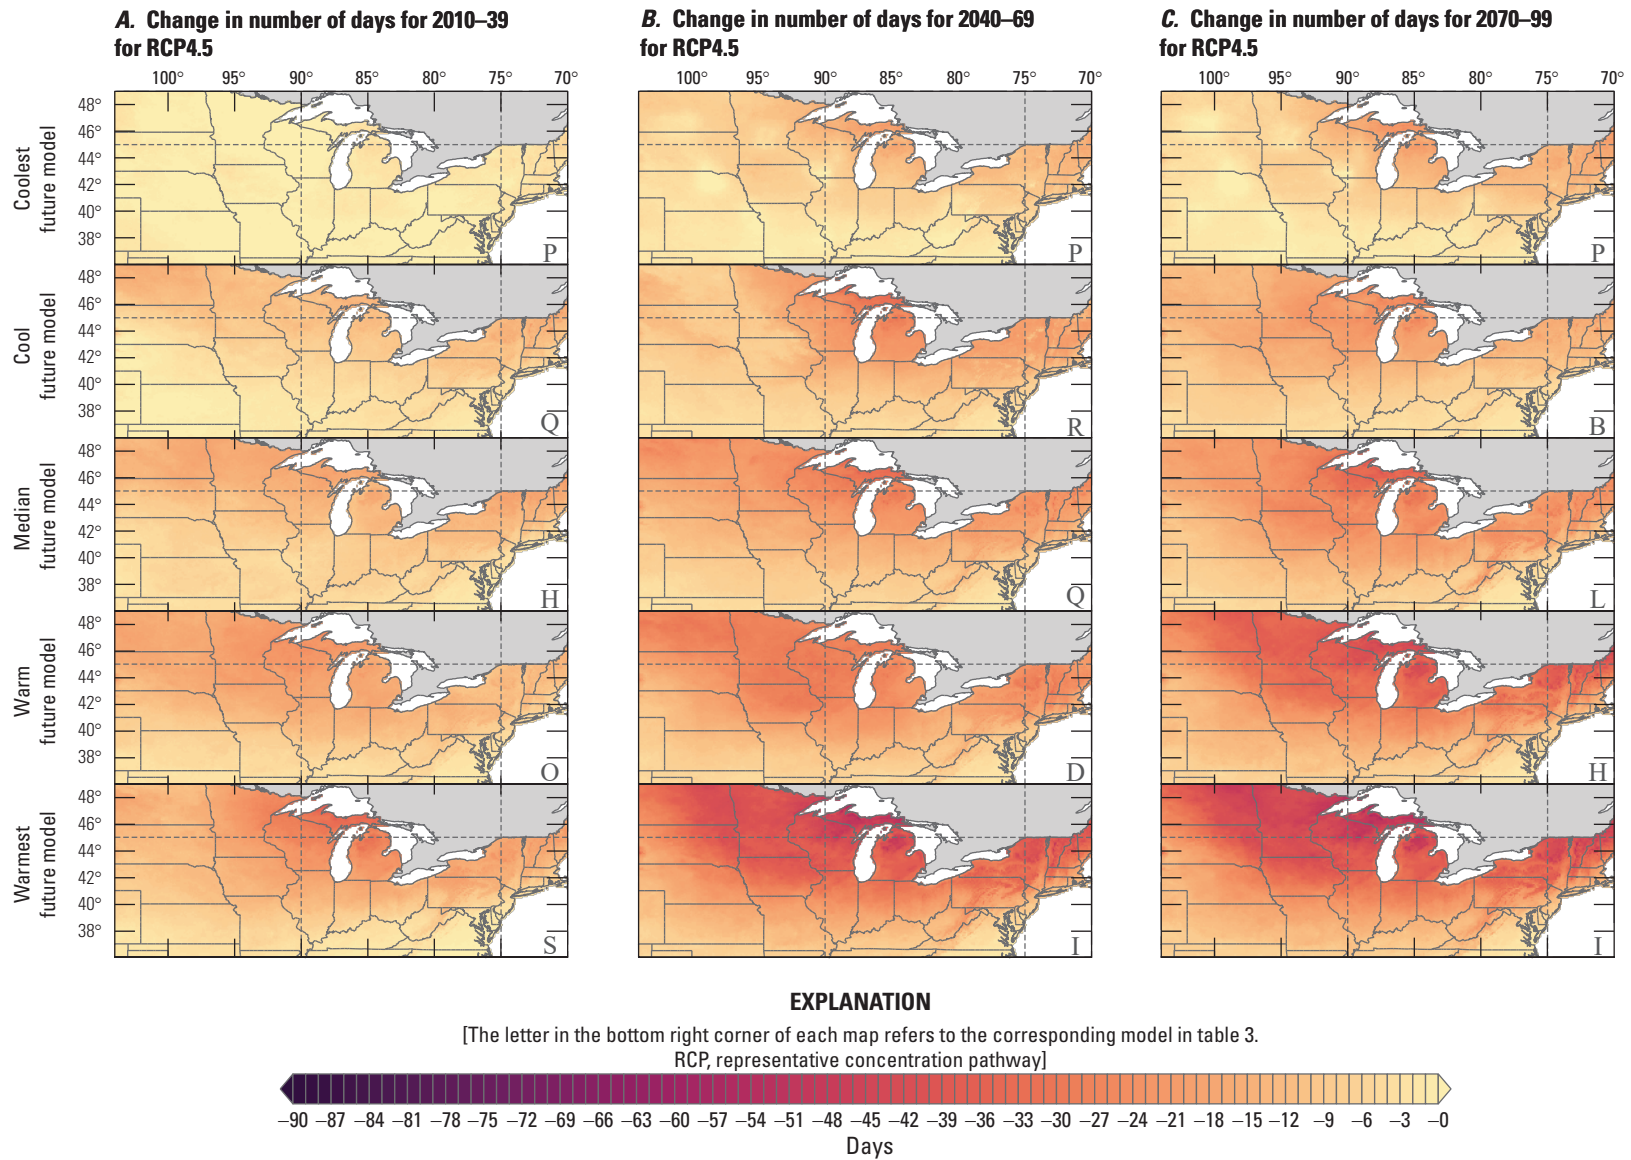 A. Change in number of days for 2010–39
for RCP4.5
B. Change in number of days for 2040–69
for RCP4.5
C. Change in number of days for 2070–99
for RCP4.5
100° 95° 90° 85° 80° 75° 70°
100° 95° 90° 85° 80° 75° 70°
100° 95° 90° 85° 80° 75° 70°
Coolest
future model
48°
46°
44°
42°
40°
38°
P
P
P
Cool
future model
48°
46°
44°
42°
40°
38°
Q
R
B
Median
future model
48°
46°
44°
42°
40°
38°
H
Q
L
Warm
future model
48°
46°
44°
42°
40°
38°
O
D
H
Warmest
future model
48°
46°
44°
42°
40°
38°
S
I
I
EXPLANATION
[The letter in the bottom right corner of each map refers to the corresponding model in table 3.
RCP, representative concentration pathway]
–90 –87 –84 –81 –78 –75 –72 –69 –66 –63 –60 –57 –54 –51 –48 –45 –42 –39 –36 –33 –30 –27 –24 –21 –18 –15 –12 –9 –6 –3 –0
Days